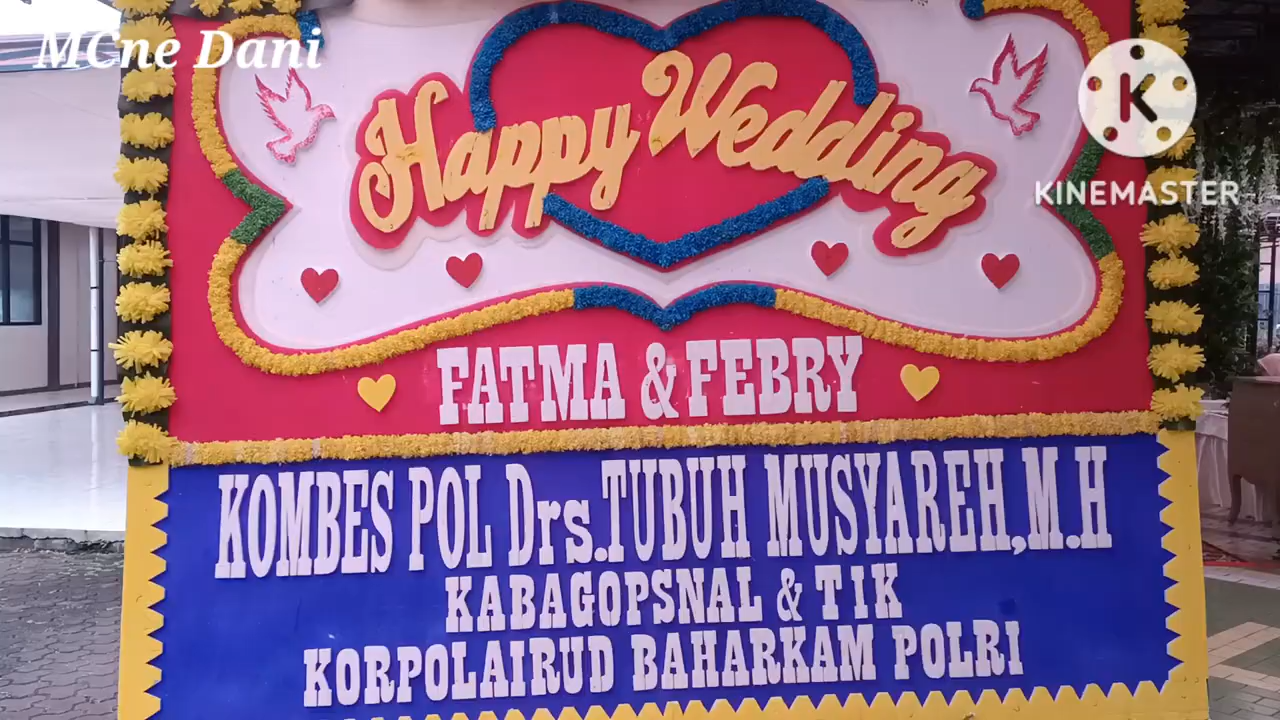 MCne Dani
K
KINEMASTER
Happy Wedding
FATMA & FEBRY
KOMBES POL Drs.TUBUH MUSYAREH,M.H
KABAGOPSNAL & TIK
KORPOLAIRUD BAHARKAM POLRI